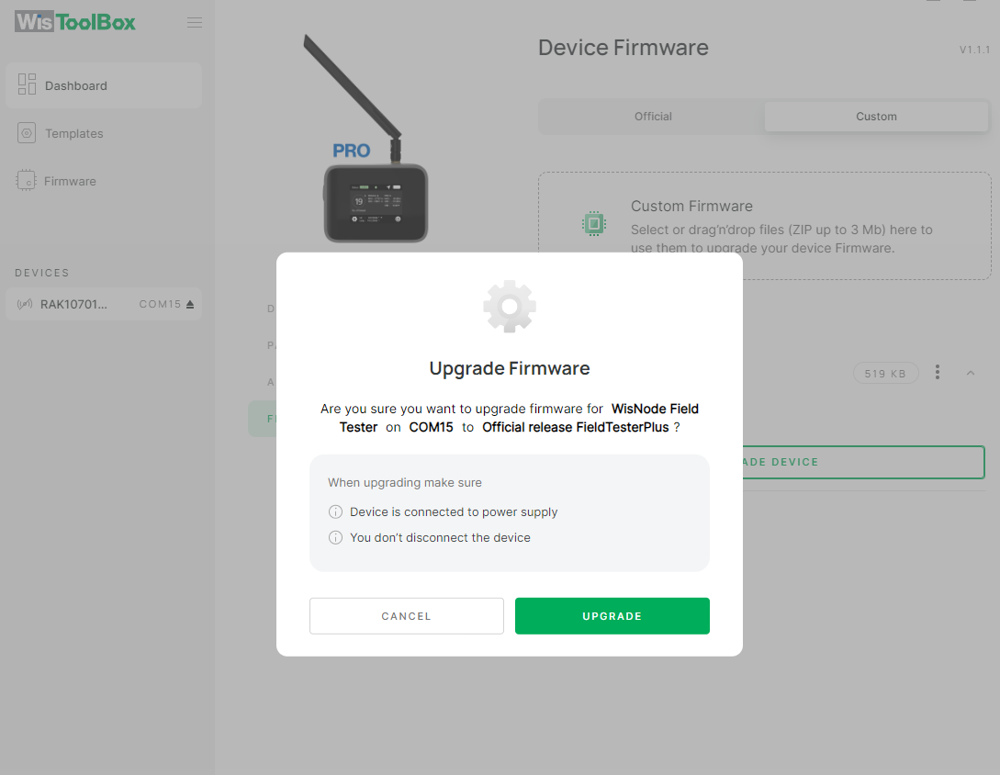 WisToolBox
Dashboard
Templates
Firmware
DEVICES
RAK10701... COM15
PRO
19
Device Firmware
V1.1.1
Official
Custom
Custom Firmware
Select or drag'n'drop files (ZIP up to 3 Mb) here to
use them to upgrade your device Firmware.
519 KB
ADE DEVICE
Upgrade Firmware
Are you sure you want to upgrade firmware for WisNode Field
Tester on COM15 to Official release FieldTesterPlus ?
When upgrading make sure
Device is connected to power supply
You don't disconnect the device
CANCEL
UPGRADE